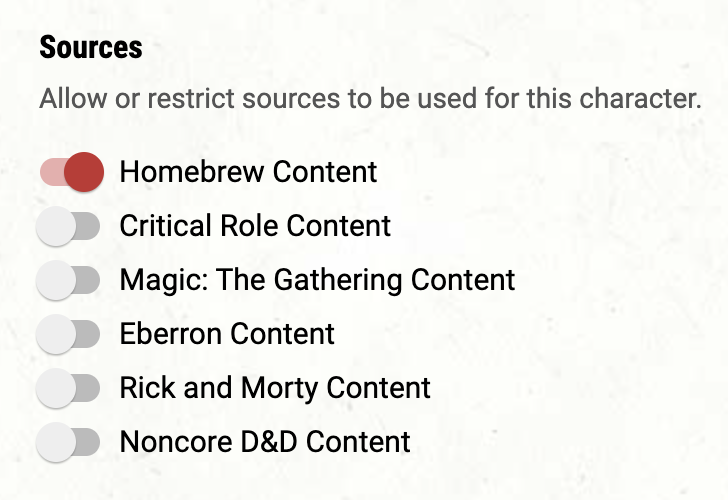 Sources
Allow or restrict sources to be used for this character.
Homebrew Content
Critical Role Content
Magic: The Gathering Content
Eberron Content
Rick and Morty Content
Noncore D&D Content